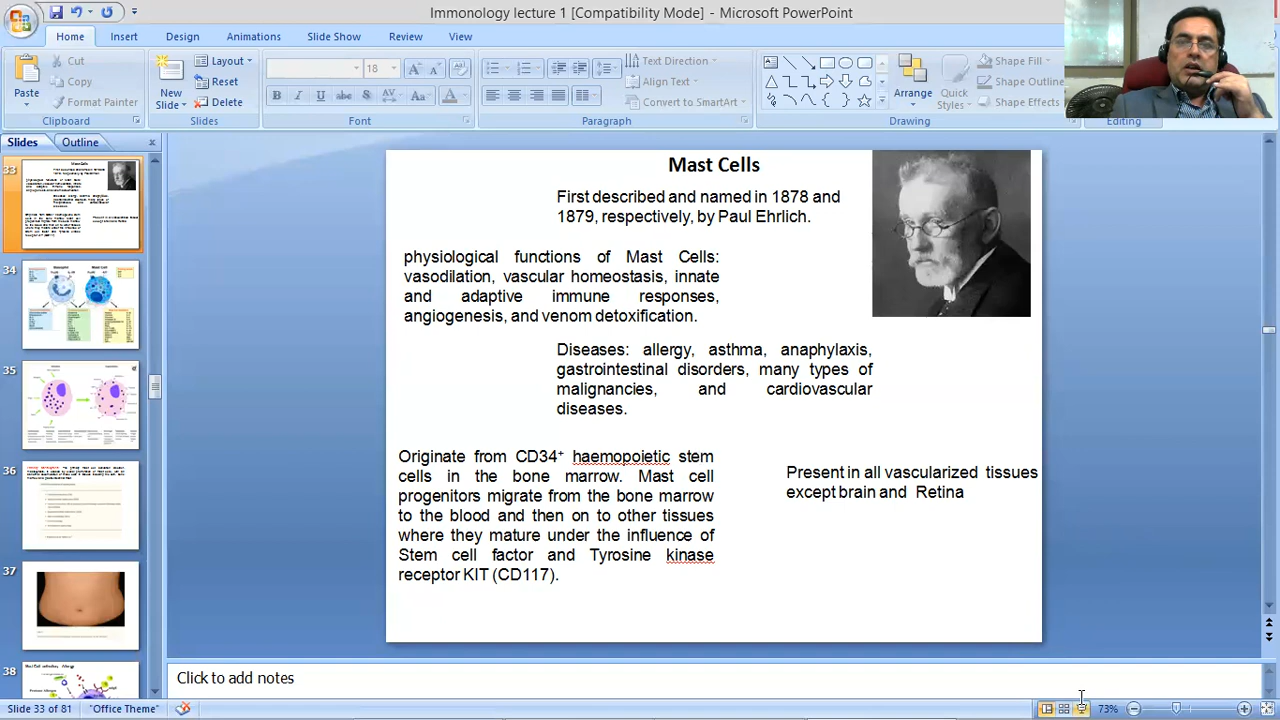 Immonology lecture 1 [Compatibility Mode] - Microsoft PowerPoint
Home Insert Design Animations Slide Show Review View
Cut
Copy
Format Painter
Paste
Clipboard
New
Slide
Layout
Reset
Delete
Slides
18
Font
Text Direction
Align Text
Convert to SmartArt
Paragraph
Arrange
Quick
Styles
Shape Fill
Shape Outline
Shape Effects
Drawing
Editing
Slides Outline
33
34
35
36
37
38
Mast Cells
First described and named in 1878 and
1879, respectively, by Paul Ehrlich.
physiological functions of Mast Cells:
vasodilation, vascular homeostasis, innate
and adaptive immune responses,
angiogenesis, and venom detoxification.
Diseases: allergy, asthma, anaphylaxis,
gastrointestinal disorders, many types of
malignancies, and cardiovascular
diseases.
Originate from CD34+ haemopoietic stem
cells in the bone marrow. Mast cell
progenitors migrate from the bone marrow
to the blood and then on to other tissues
where they mature under the influence of
Stem cell factor and Tyrosine kinase
receptor KIT (CD117).
Present in all vascularized tissues
except brain and Retina
Click to add notes
Slide 33 of 81 "Office Theme" 73%